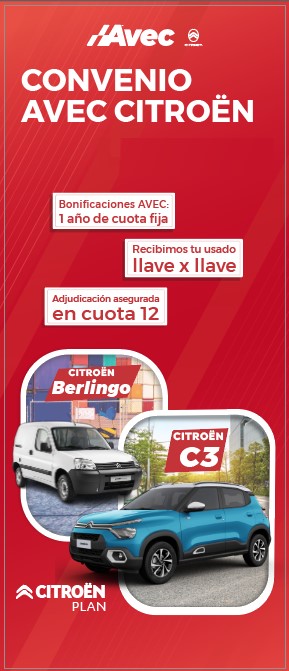 Avec CITROËN
CONVENIO
AVEC CITROËN
Bonificaciones AVEC:
1 año de cuota fija
Recibimos tu usado
llave x llave
Adjudicación asegurada
en cuota 12
CITROËN
Berlingo
CITROËN
C3
CITROËN
PLAN